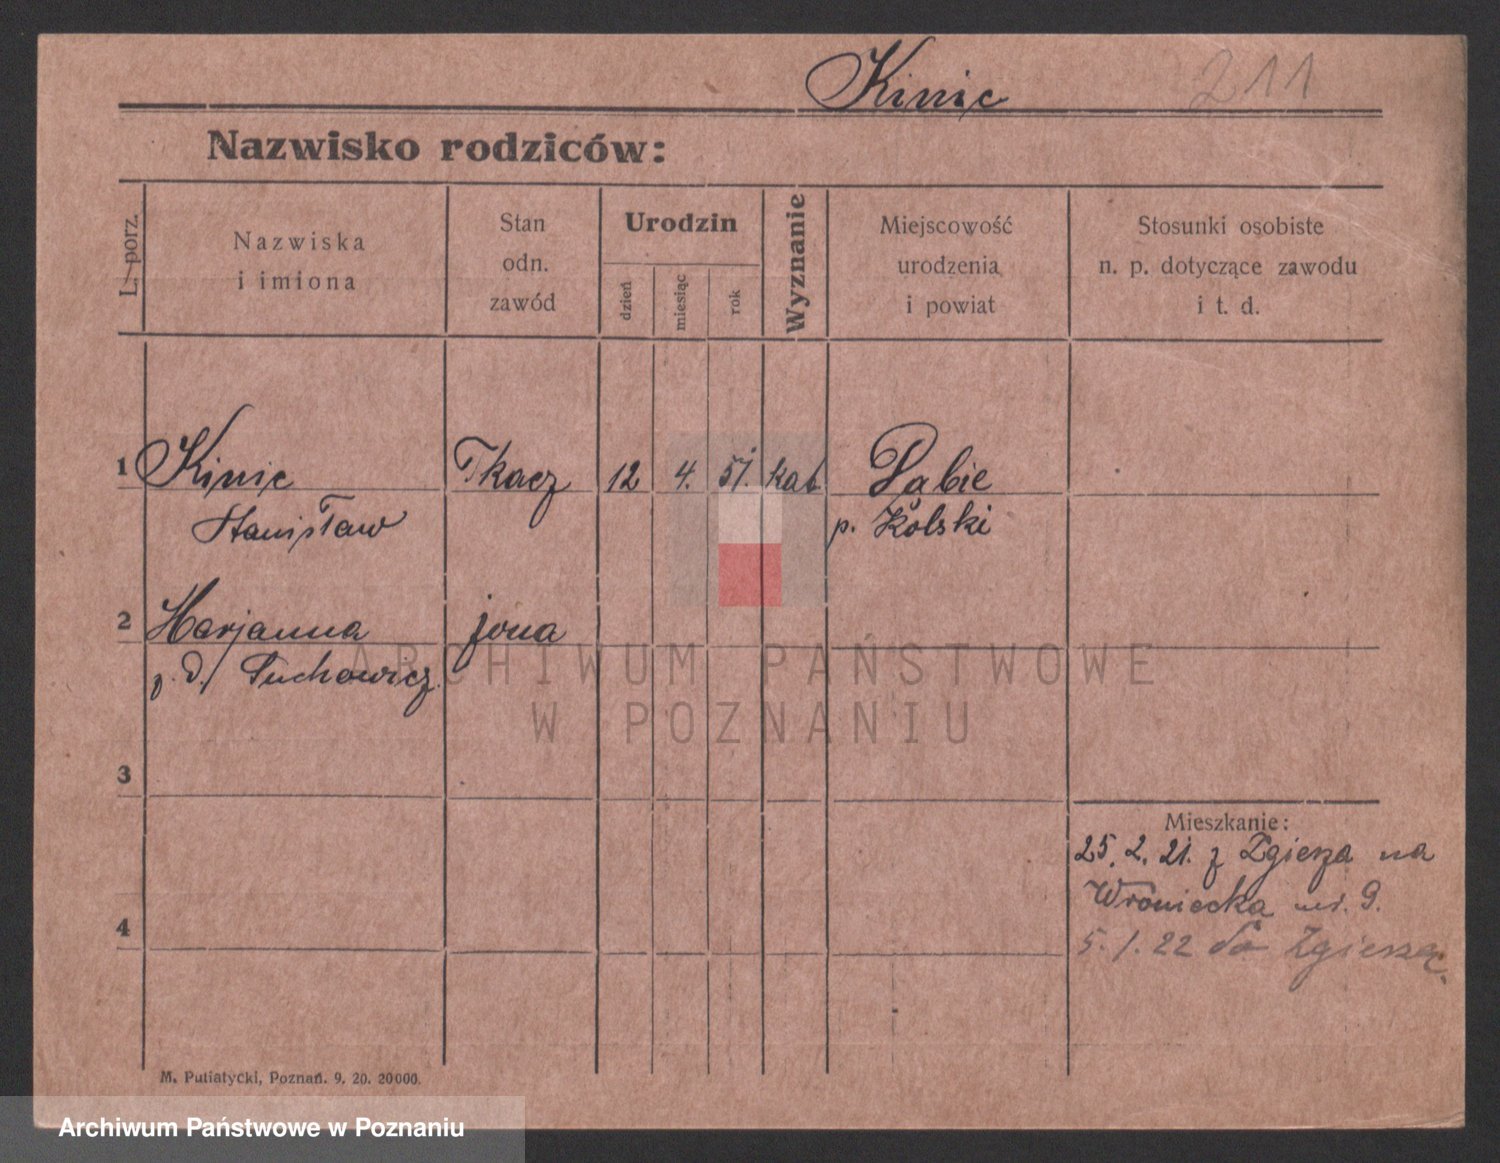 Kinic 211
Nazwisko rodziców:
L. porz.
Nazwiska
i imiona
Stan
odn.
zawód
Urodzin
dzień
miesiąc
rok
Wyznanie
Miejscowość
urodzenia
i powiat
Stosunki osobiste
n. p. dotyczące zawodu
i t. d.
1 Kinic Tkacz 12 4. 51. kat Babie
Stanisław p. Kolski
2 Marjanna żona
z. d. Suchowicz
ARCHIWUM PAŃSTWOWE
W POZNANIU
3
Mieszkanie:
25. 2. 21. z Zgierza na
Wroniecka nr. 9.
4
5. 1. 22 do Zgierza
M. Putiatycki, Poznań. 9. 20. 20000.
Archiwum Państwowe w Poznaniu